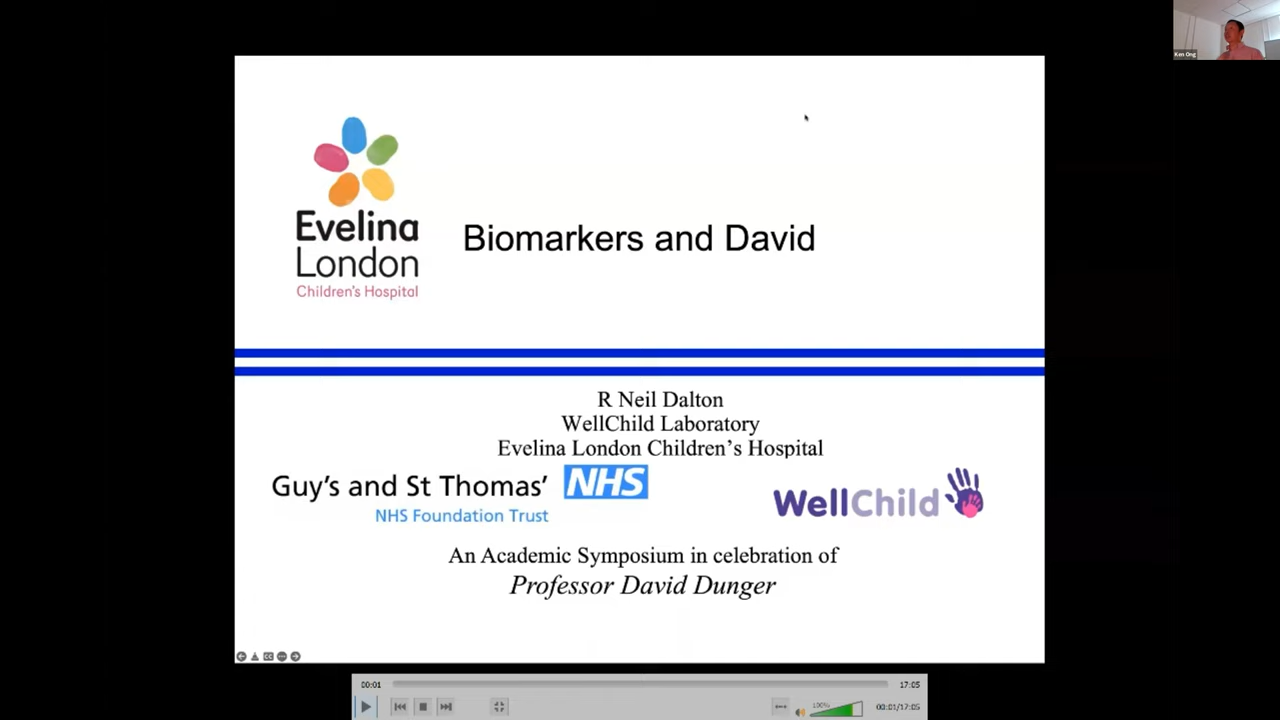 Ken Ong
Evelina
London
Children's Hospital
Biomarkers and David
R Neil Dalton
WellChild Laboratory
Evelina London Children's Hospital
Guy's and St Thomas' NHS
NHS Foundation Trust
WellChild
An Academic Symposium in celebration of
Professor David Dunger
00:01
17:05
100%
00:01/17:05